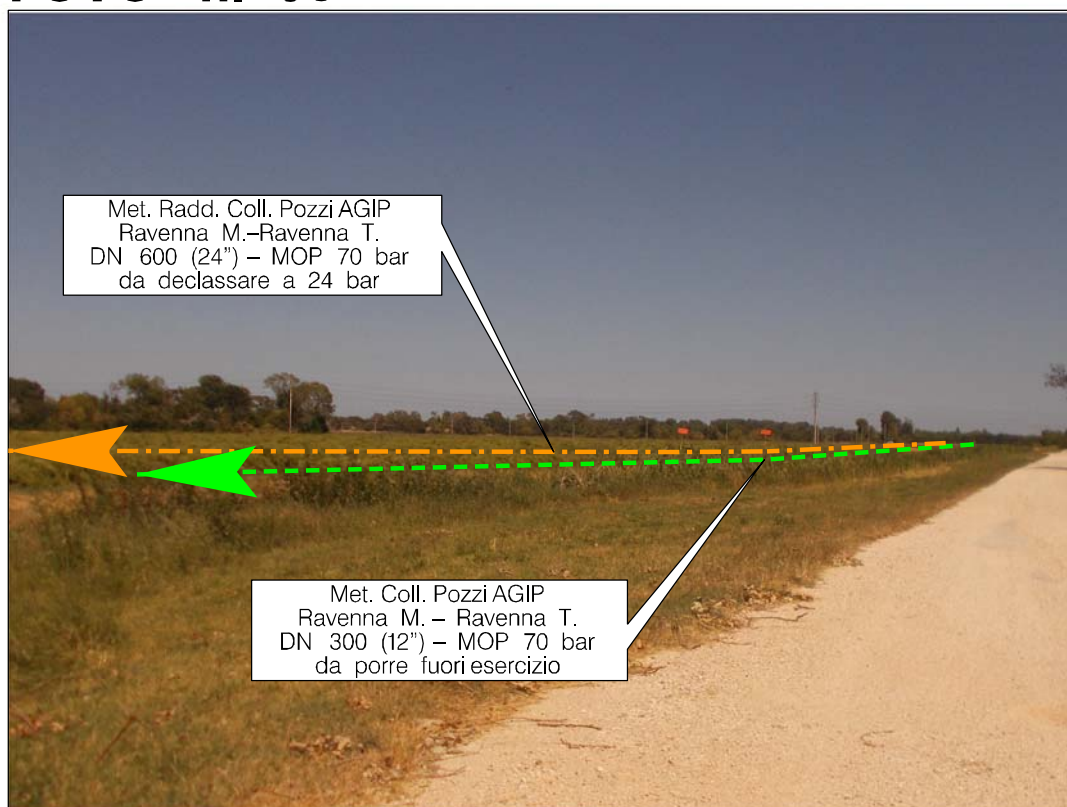 Met. Radd. Coll. Pozzi AGIP
Ravenna M.–Ravenna T.
DN 600 (24") – MOP 70 bar
da declassare a 24 bar
Met. Coll. Pozzi AGIP
Ravenna M. – Ravenna T.
DN 300 (12") – MOP 70 bar
da porre fuori esercizio